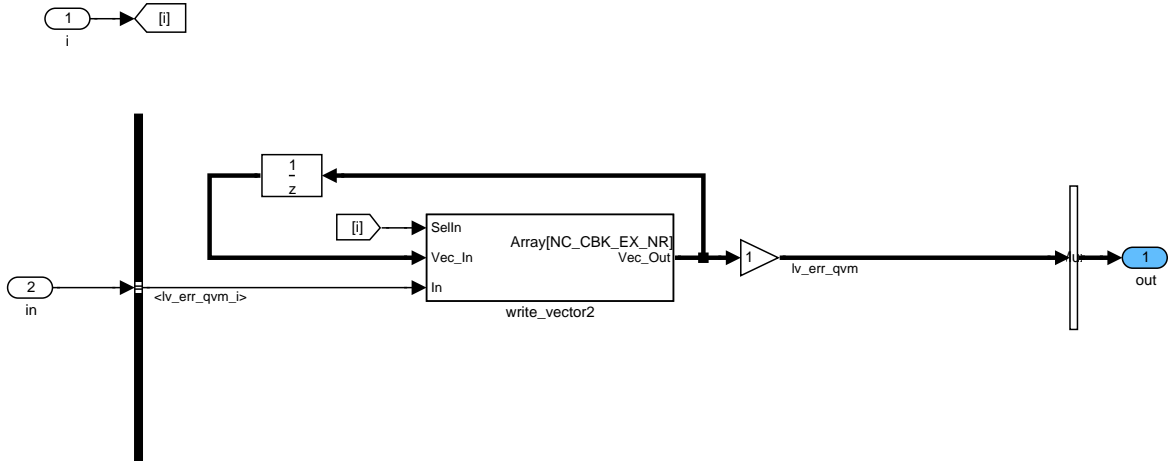 1
[i]
i
1
z
[i]
SelIn
Array[NC_CBK_EX_NR]
Vec_In
Vec_Out
1
lv_err_qvm
1
out
2
in
<lv_err_qvm_i>
In
write_vector2